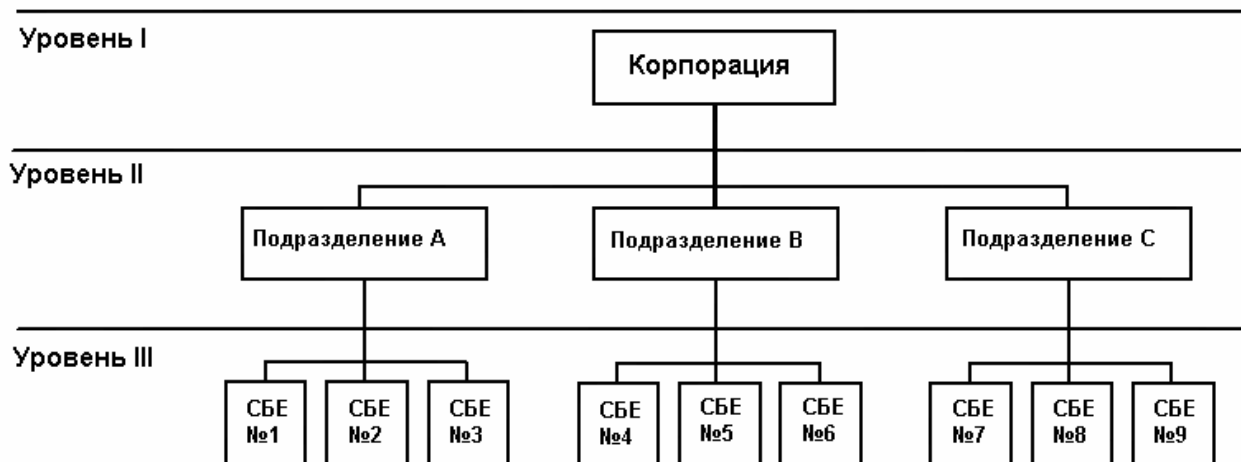 Уровень I
Корпорация
Уровень II
Подразделение А
Подразделение В
Подразделение С
Уровень III
СБЕ
№1
СБЕ
№2
СБЕ
№3
СБЕ
№4
СБЕ
№5
СБЕ
№6
СБЕ
№7
СБЕ
№8
СБЕ
№9